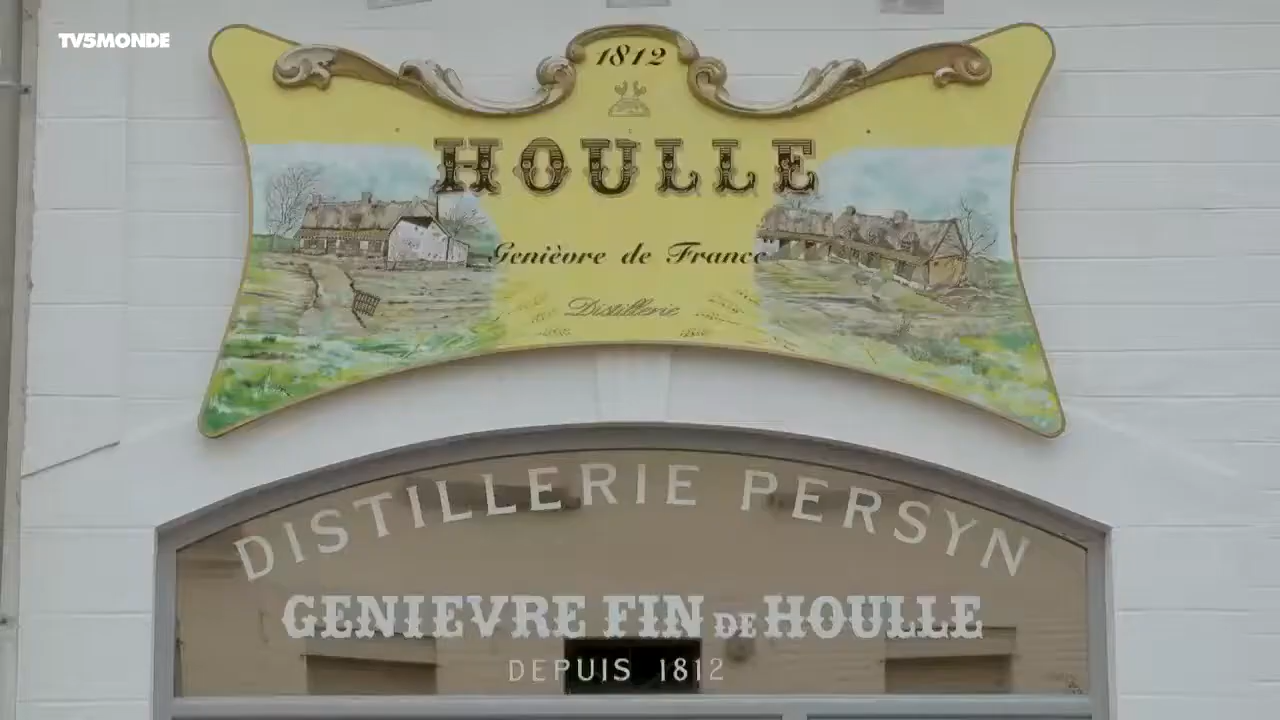 TV5MONDE
1812
HOULLE
Genièvre de France
Distillerie
DISTILLERIE PERSYN
GENIEVRE FIN DE HOULLE
DEPUIS 1812